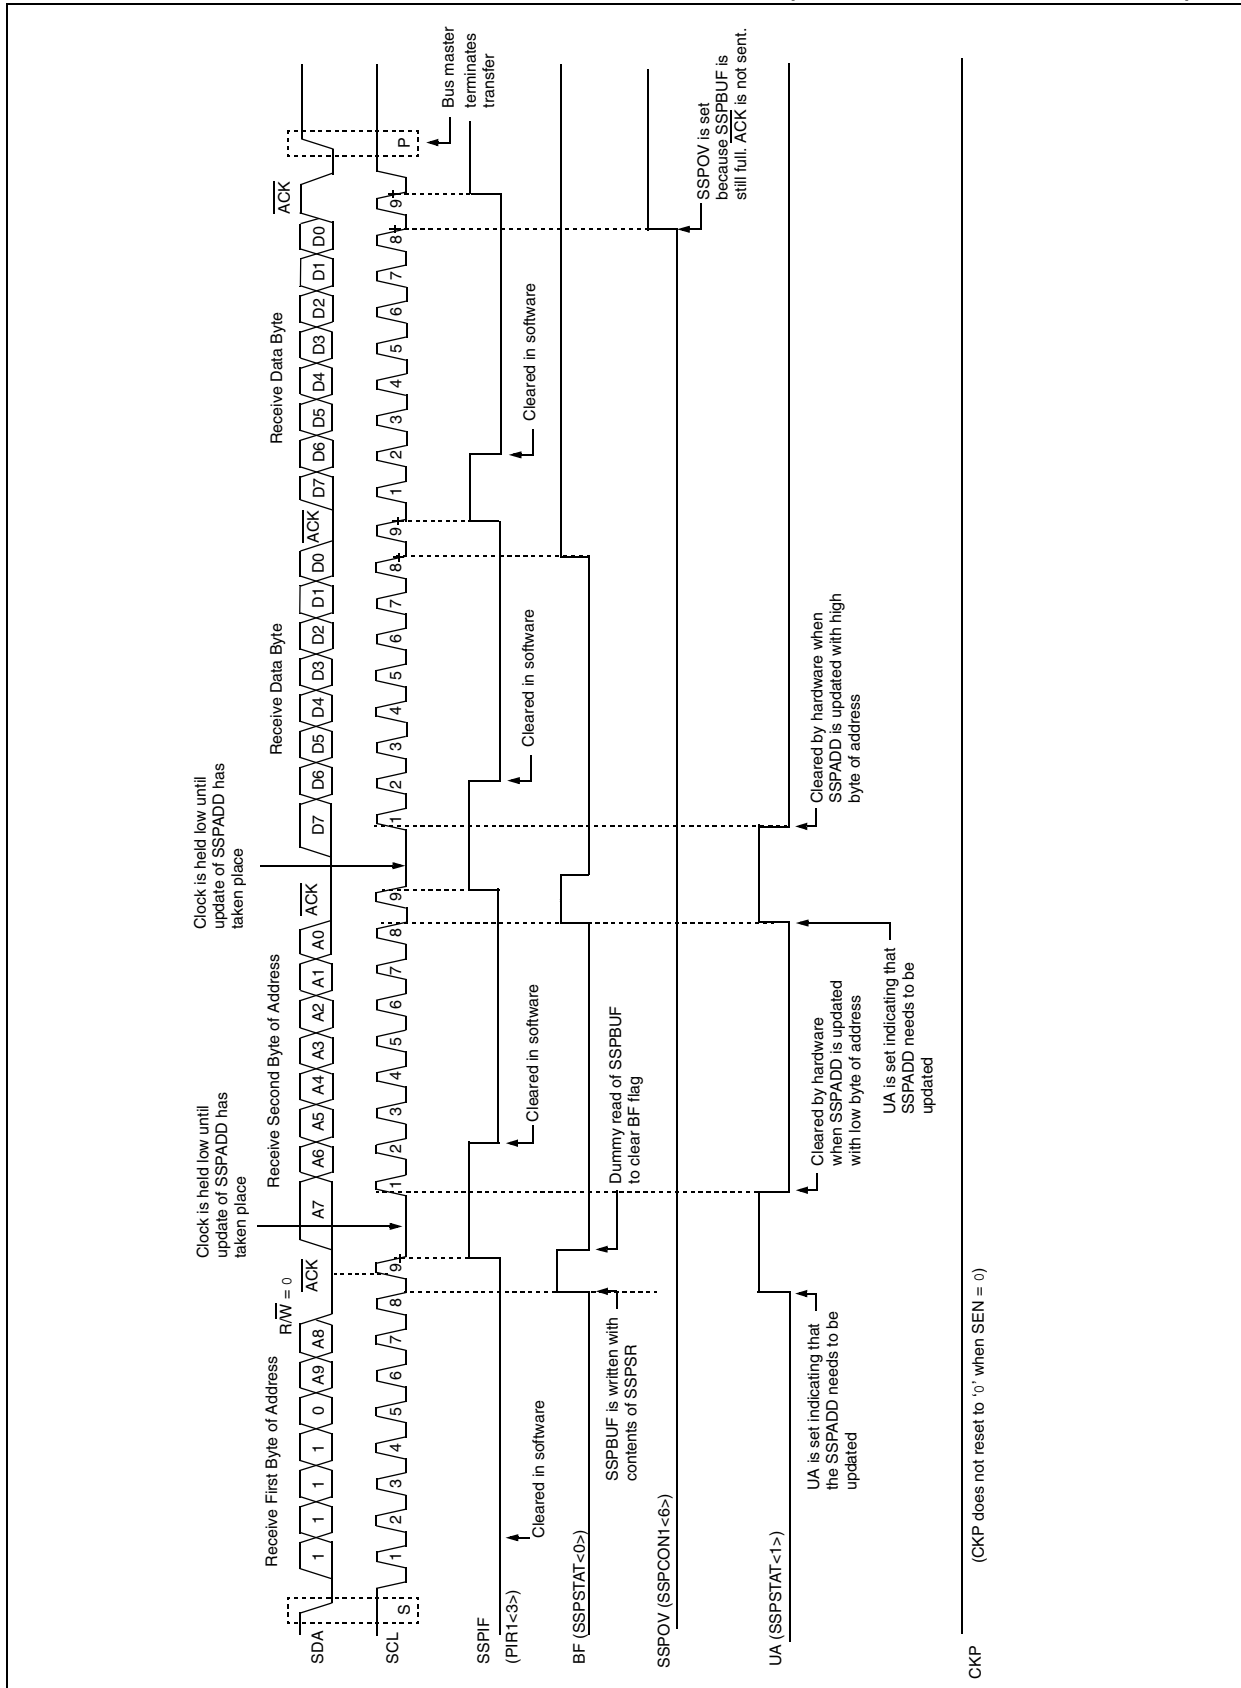 Receive First Byte of Address
R/W = 0
Receive Second Byte of Address
Receive Data Byte
Receive Data Byte
Clock is held low until
update of SSPADD has
taken place
Clock is held low until
update of SSPADD has
taken place
SDA
1 1 1 1 0 A9 A8 ACK
A7 A6 A5 A4 A3 A2 A1 A0 ACK
D7 D6 D5 D4 D3 D2 D1 D0 ACK
D7 D6 D5 D4 D3 D2 D1 D0 ACK
SCL
S
1 2 3 4 5 6 7 8 9
1 2 3 4 5 6 7 8 9
1 2 3 4 5 6 7 8 9
1 2 3 4 5 6 7 8 9
P
Bus master
terminates
transfer
SSPIF
(PIR1<3>)
Cleared in software
Cleared in software
Cleared in software
Cleared in software
BF (SSPSTAT<0>)
SSPBUF is written with
contents of SSPSR
Dummy read of SSPBUF
to clear BF flag
SSPOV (SSPCON1<6>)
SSPOV is set
because SSPBUF is
still full. ACK is not sent.
UA (SSPSTAT<1>)
UA is set indicating that
the SSPADD needs to be
updated
Cleared by hardware
when SSPADD is updated
with low byte of address
UA is set indicating that
SSPADD needs to be
updated
Cleared by hardware when
SSPADD is updated with high
byte of address
CKP
(CKP does not reset to ‘0’ when SEN = 0)